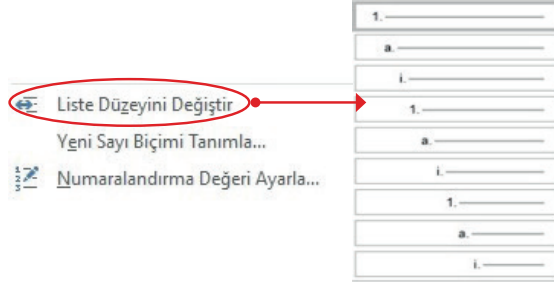 Liste Düzeyini Değiştir
Yeni Sayı Biçimi Tanımla...
Numaralandırma Değeri Ayarla...
1.
a.
i.
1.
a.
i.
1.
a.
i.